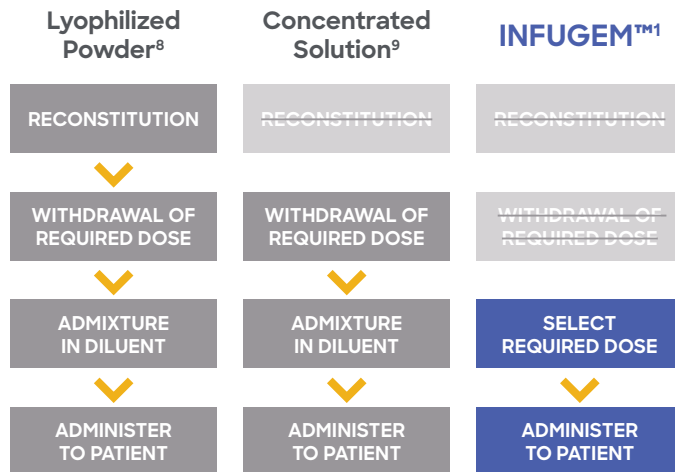 Lyophilized
Powder⁸
Concentrated
Solution⁹
INFUGEM™¹
RECONSTITUTION
RECONSTITUTION
RECONSTITUTION
WITHDRAWAL OF
REQUIRED DOSE
WITHDRAWAL OF
REQUIRED DOSE
WITHDRAWAL OF
REQUIRED DOSE
ADMIXTURE
IN DILUENT
ADMIXTURE
IN DILUENT
SELECT
REQUIRED DOSE
ADMINISTER
TO PATIENT
ADMINISTER
TO PATIENT
ADMINISTER
TO PATIENT